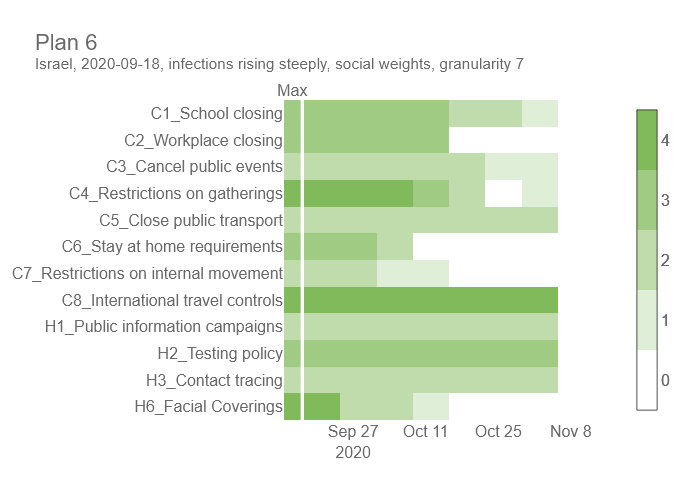 Plan 6
Israel, 2020-09-18, infections rising steeply, social weights, granularity 7
Max
C1_School closing
C2_Workplace closing
C3_Cancel public events
C4_Restrictions on gatherings
C5_Close public transport
C6_Stay at home requirements
C7_Restrictions on internal movement
C8_International travel controls
H1_Public information campaigns
H2_Testing policy
H3_Contact tracing
H6_Facial Coverings
4
3
2
1
0
Sep 27 Oct 11 Oct 25 Nov 8
2020